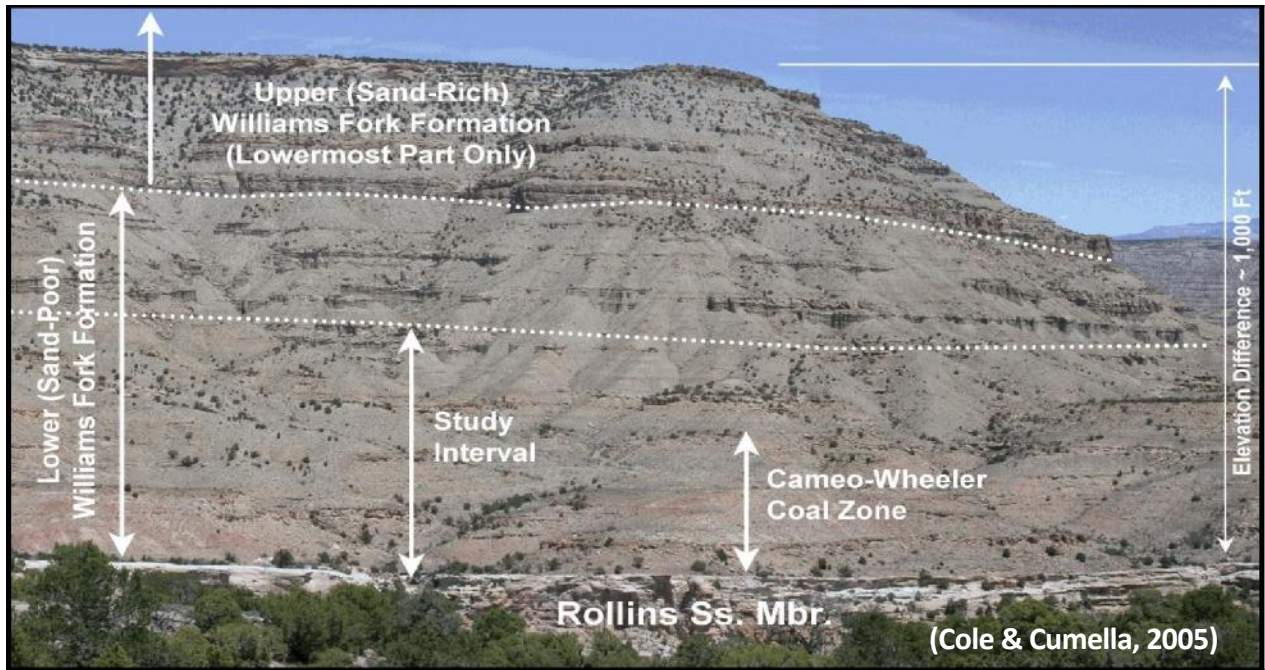 Upper (Sand-Rich)
Williams Fork Formation
(Lowermost Part Only)
Lower (Sand-Poor)
Williams Fork Formation
Study
Interval
Cameo-Wheeler
Coal Zone
Elevation Difference ~ 1,000 Ft
Rollins Ss. Mbr.
(Cole & Cumella, 2005)